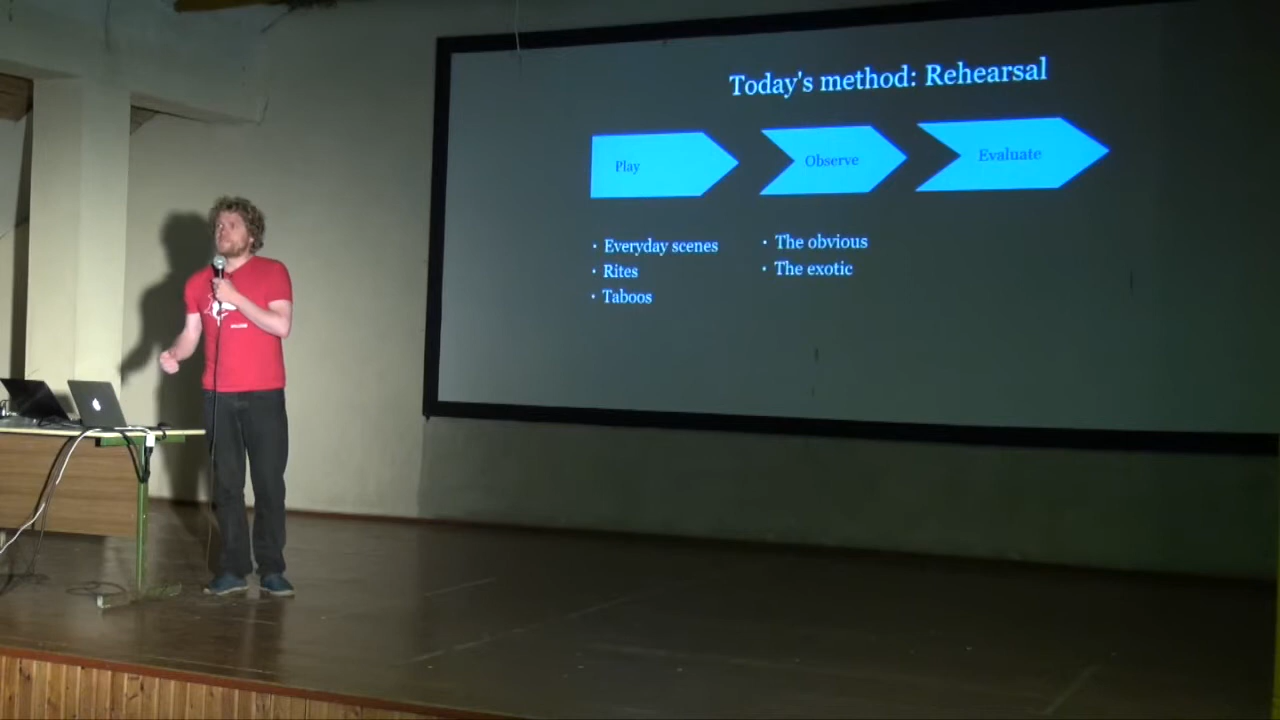 Today's method: Rehearsal
Play
Observe
Evaluate
· Everyday scenes
· Rites
· Taboos
· The obvious
· The exotic